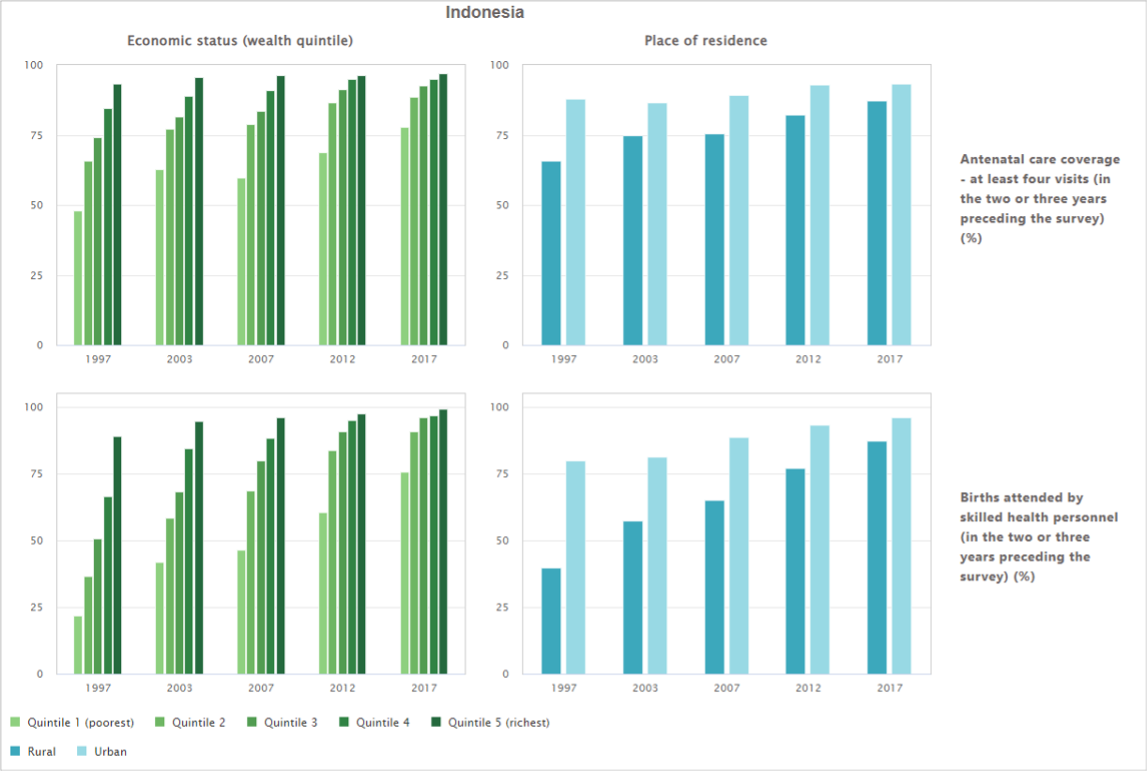 Indonesia
Economic status (wealth quintile)
Place of residence
100
75
50
25
0
1997 2003 2007 2012 2017
100
75
50
25
0
1997 2003 2007 2012 2017
Antenatal care coverage
- at least four visits (in
the two or three years
preceding the survey)
(%)
100
75
50
25
0
1997 2003 2007 2012 2017
100
75
50
25
0
1997 2003 2007 2012 2017
Births attended by
skilled health personnel
(in the two or three
years preceding the
survey) (%)
Quintile 1 (poorest) Quintile 2 Quintile 3 Quintile 4 Quintile 5 (richest)
Rural Urban